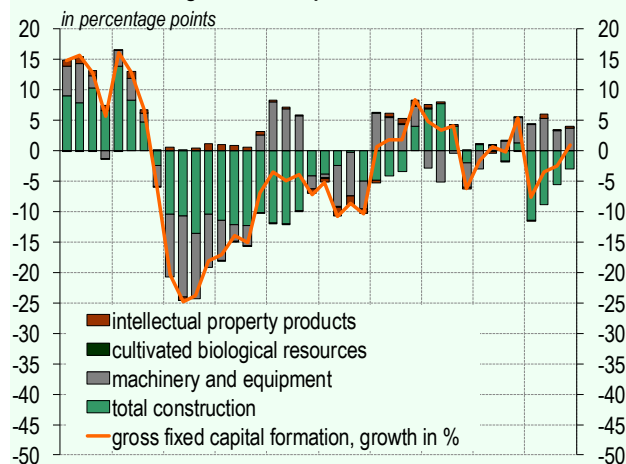 in percentage points
20 20
15 15
10 10
5 5
0 0
-5 -5
-10 -10
-15 -15
-20 -20
-25 -25
-30 -30
-35 -35
-40 -40
-45 -45
-50 -50
intellectual property products
cultivated biological resources
machinery and equipment
total construction
gross fixed capital formation, growth in %